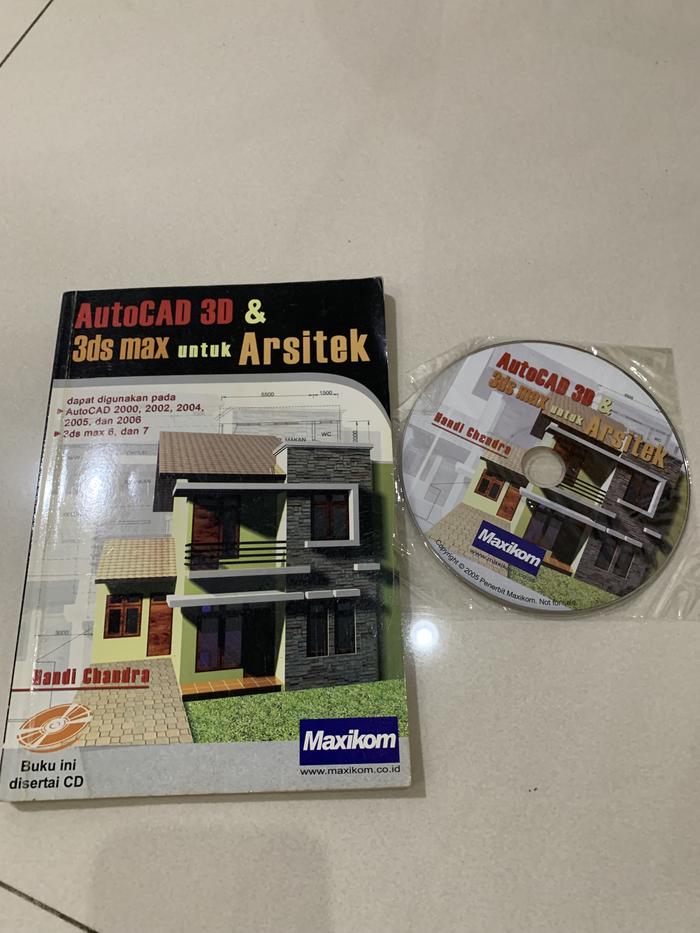 AutoCAD 3D &
3ds max untuk Arsitek
dapat digunakan pada
AutoCAD 2000, 2002, 2004,
2005, dan 2006
3ds max 6, dan 7
5500 1500
MAKAN WC
3000
Handi Chandra
Buku ini
disertai CD
Maxikom
www.maxikom.co.id
AutoCAD 3D &
3ds max untuk Arsitek
Handi Chandra
Maxikom
Copyright © 2005 Penerbit Maxikom. Not for sale.